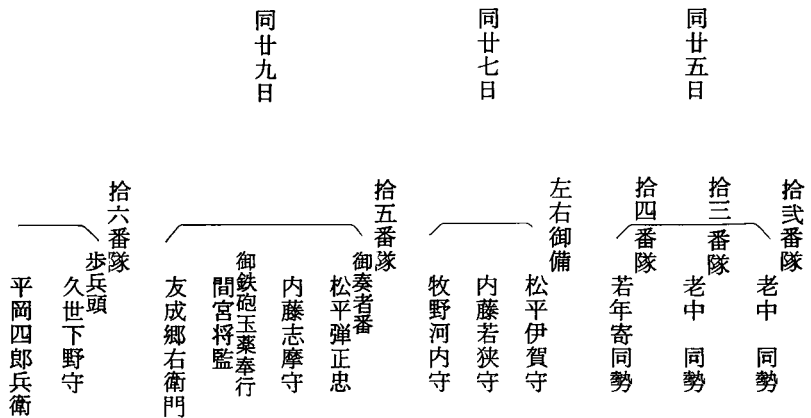 同廿五日
拾弐番隊
老中 同勢
拾三番隊
老中 同勢
拾四番隊
若年寄同勢
同廿七日
左右御備
松平伊賀守
内藤若狭守
牧野河内守
同廿九日
拾五番隊
御奏者番
松平弾正忠
内藤志摩守
御鉄砲玉薬奉行
間宮将監
友成郷右衛門
拾六番隊
歩兵頭
久世下野守
平岡四郎兵衛